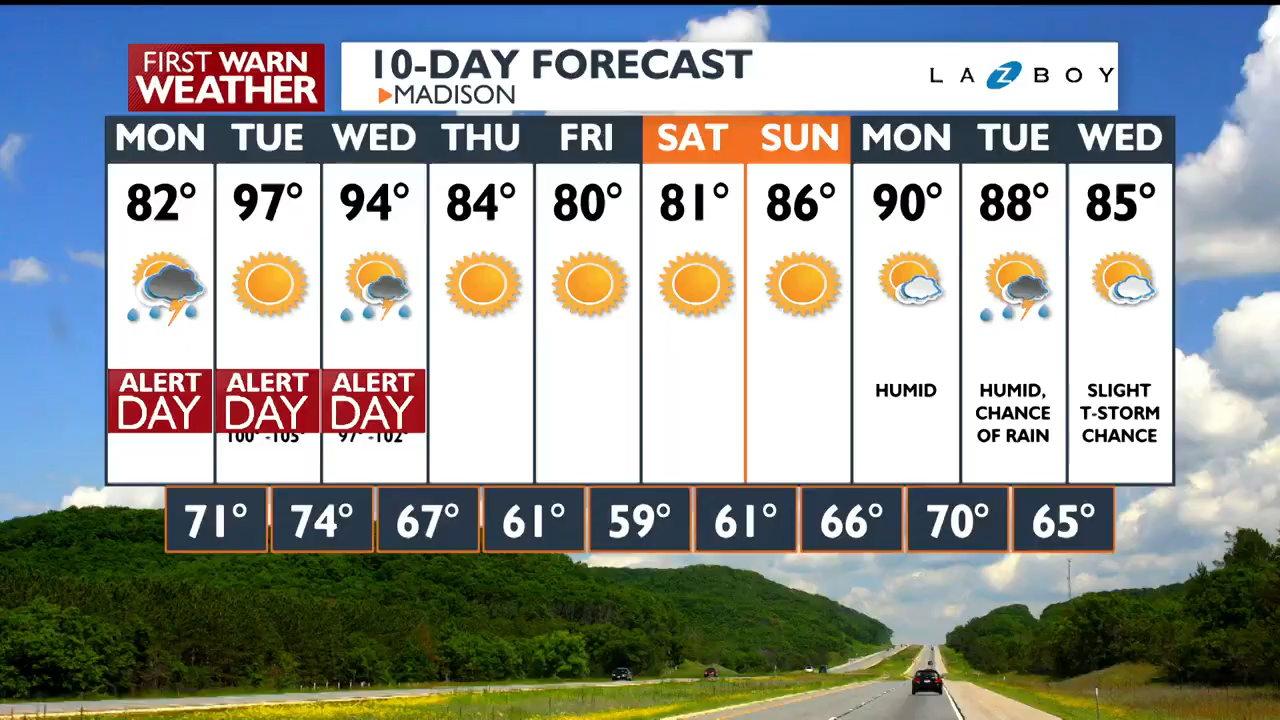 FIRST WARN
WEATHER
10-DAY FORECAST
MADISON
LA Z BOY
MON TUE WED THU FRI SAT SUN MON TUE WED
82° 97° 94° 84° 80° 81° 86° 90° 88° 85°
ALERT DAY
ALERT DAY
100° -105°
ALERT DAY
97° -102°
HUMID
HUMID,
CHANCE
OF RAIN
SLIGHT
T-STORM
CHANCE
71° 74° 67° 61° 59° 61° 66° 70° 65°